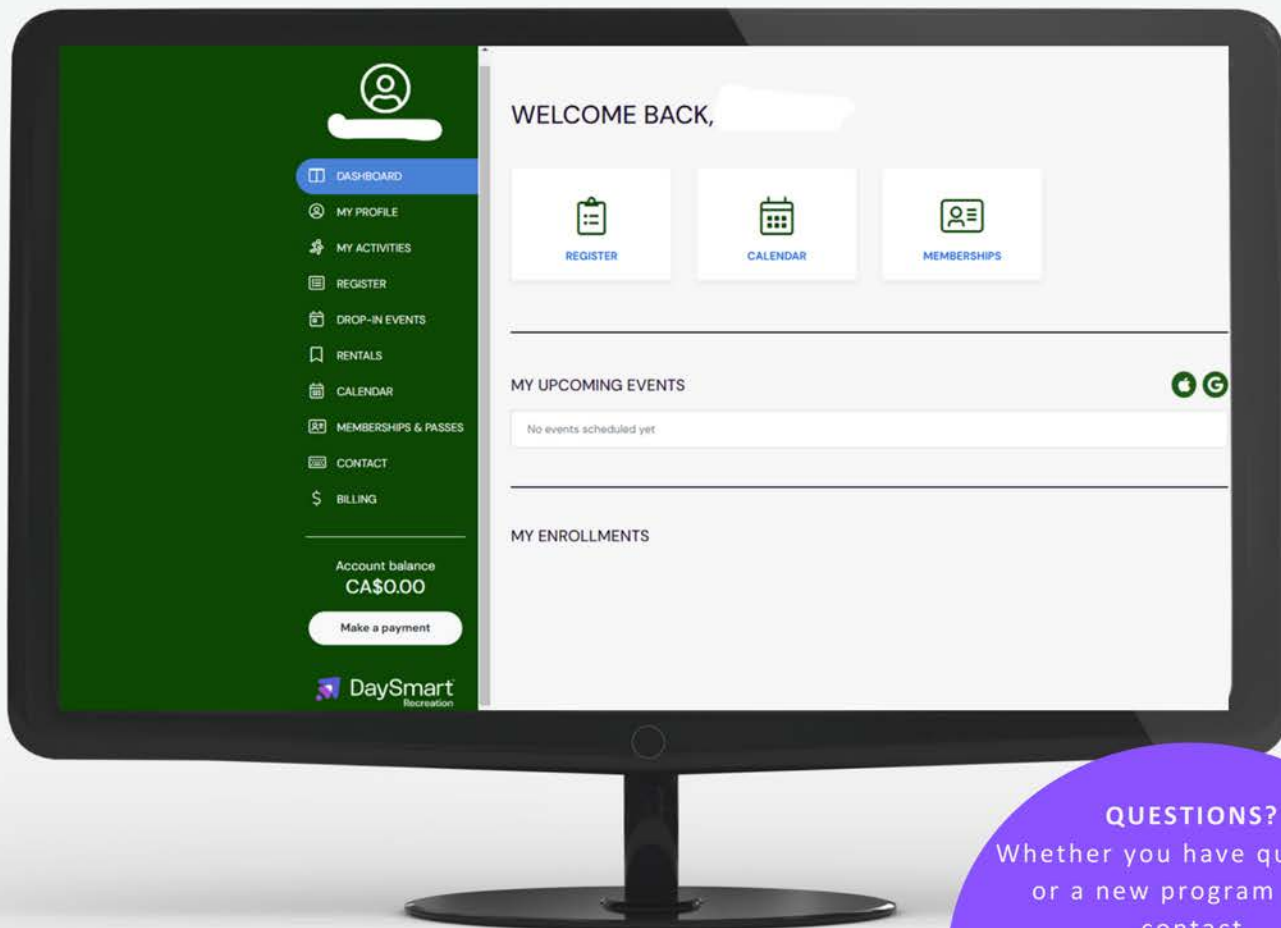 WELCOME BACK,
DASHBOARD
MY PROFILE
MY ACTIVITIES
REGISTER
DROP-IN EVENTS
RENTALS
CALENDAR
MEMBERSHIPS & PASSES
CONTACT
BILLING
Account balance
CA$0.00
Make a payment
DaySmart
Recreation
REGISTER
CALENDAR
MEMBERSHIPS
MY UPCOMING EVENTS
No events scheduled yet
MY ENROLLMENTS
QUESTIONS?
Whether you have qu
or a new program
contact